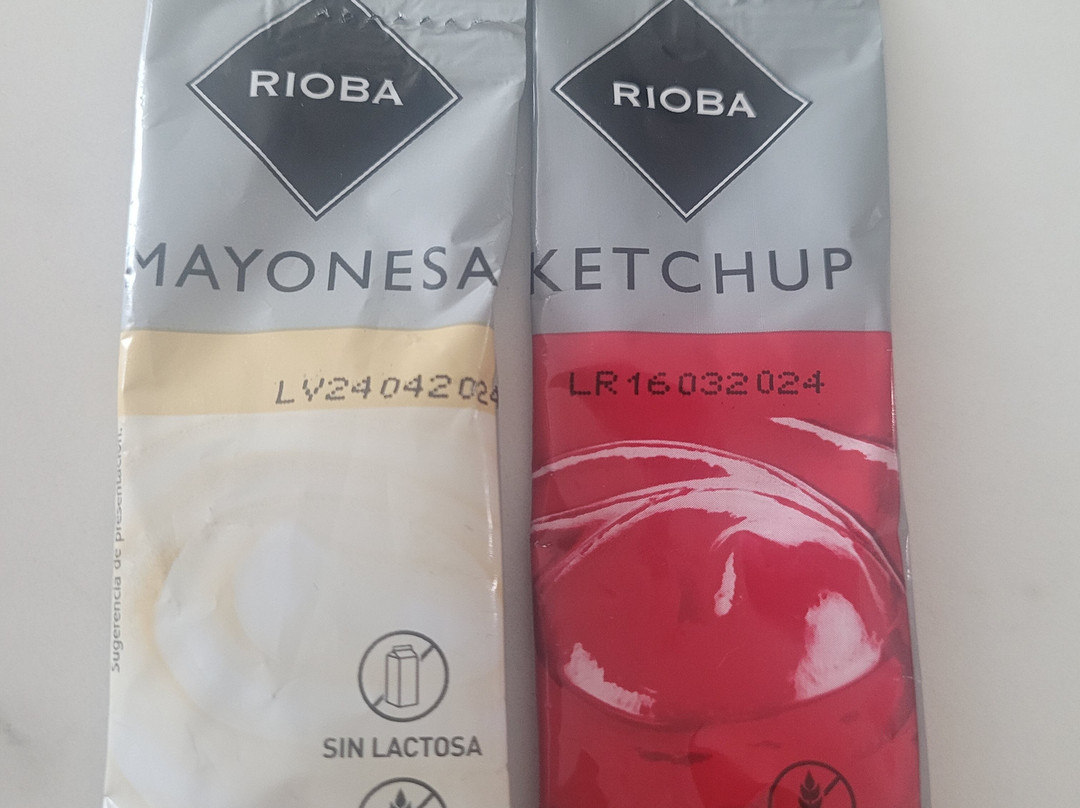 RIOBA
MAYONESA
LV24042024
Sugerencia de presentación.
SIN LACTOSA
RIOBA
KETCHUP
LR16032024